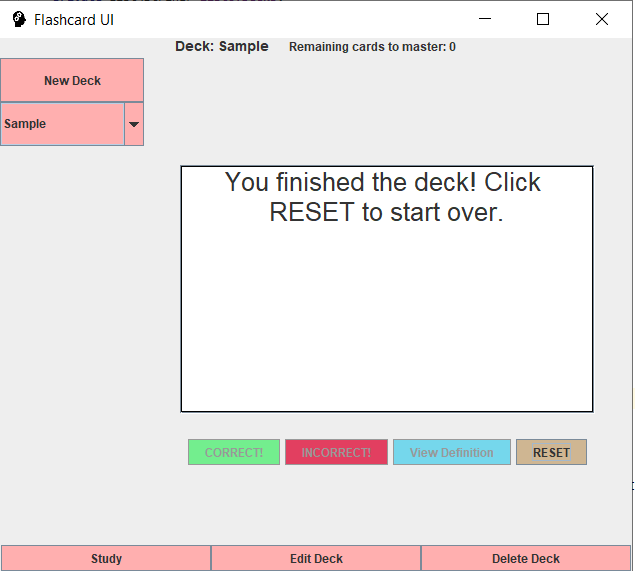 Flashcard UI
Deck: Sample Remaining cards to master: 0
New Deck
Sample
You finished the deck! Click
RESET to start over.
CORRECT! INCORRECT! View Definition RESET
Study Edit Deck Delete Deck